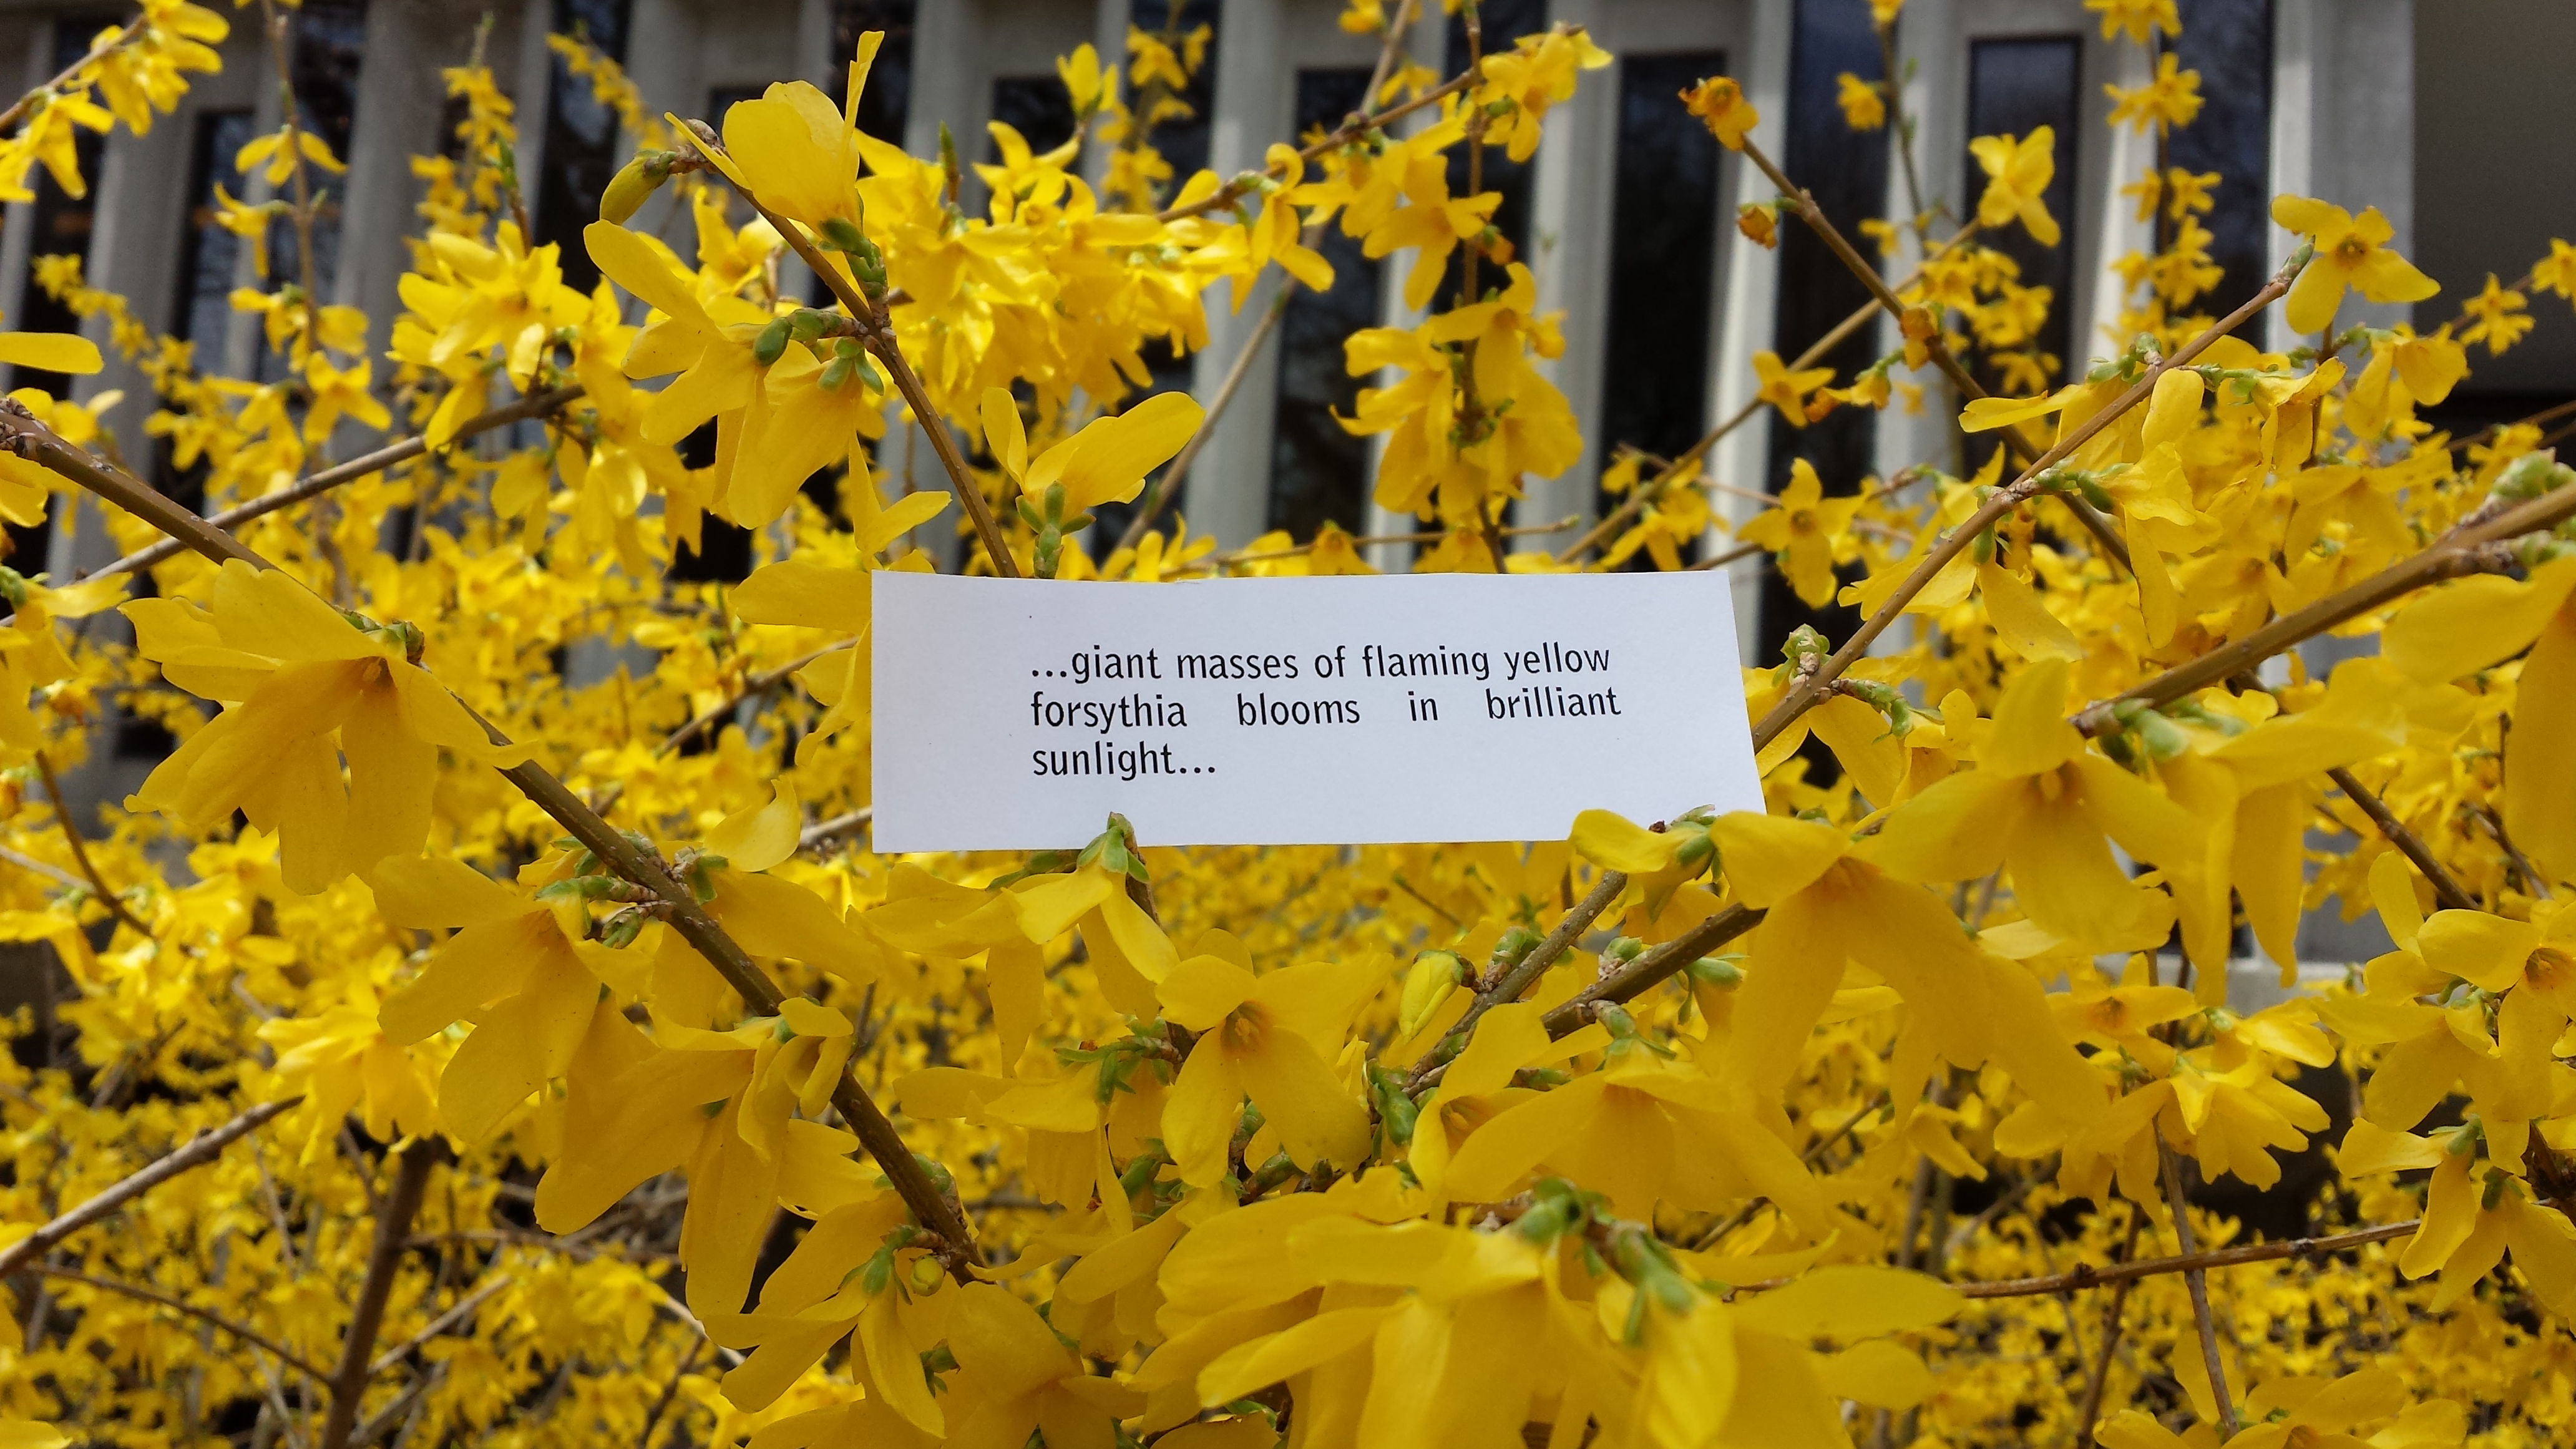 ...giant masses of flaming yellow
forsythia blooms in brilliant
sunlight...